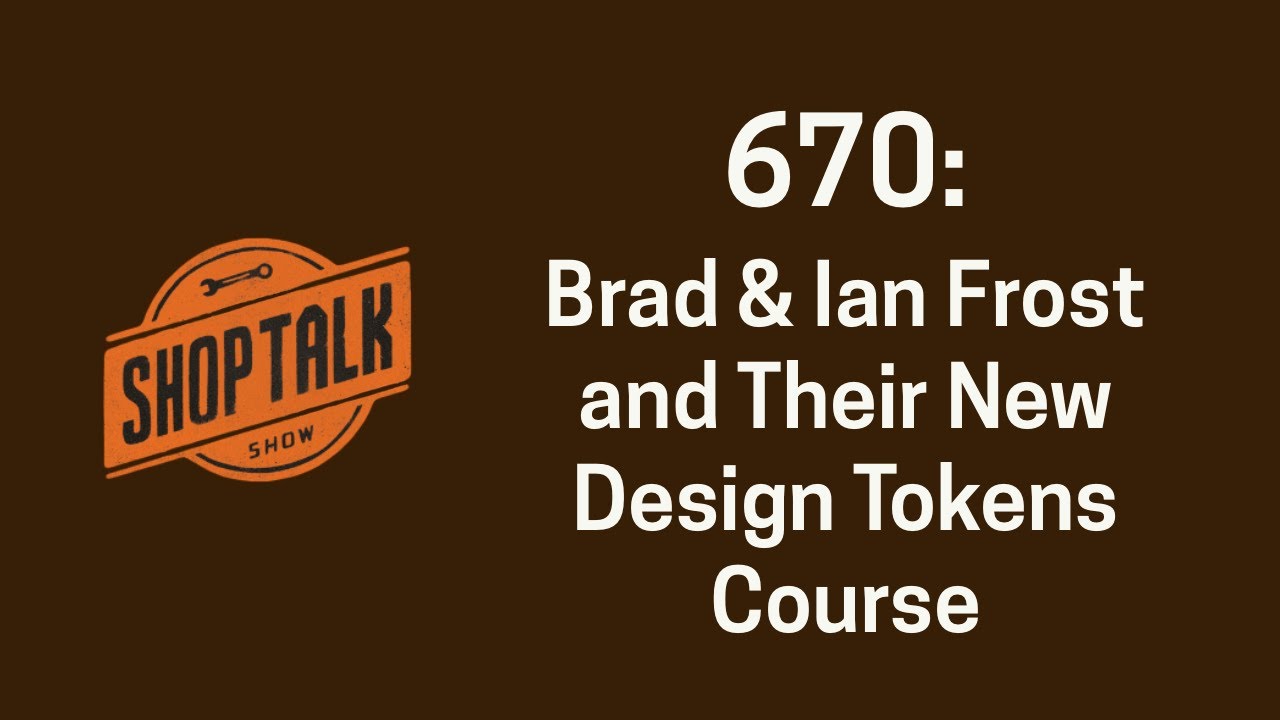 SHOP TALK
SHOW
670:
Brad & Ian Frost
and Their New
Design Tokens
Course